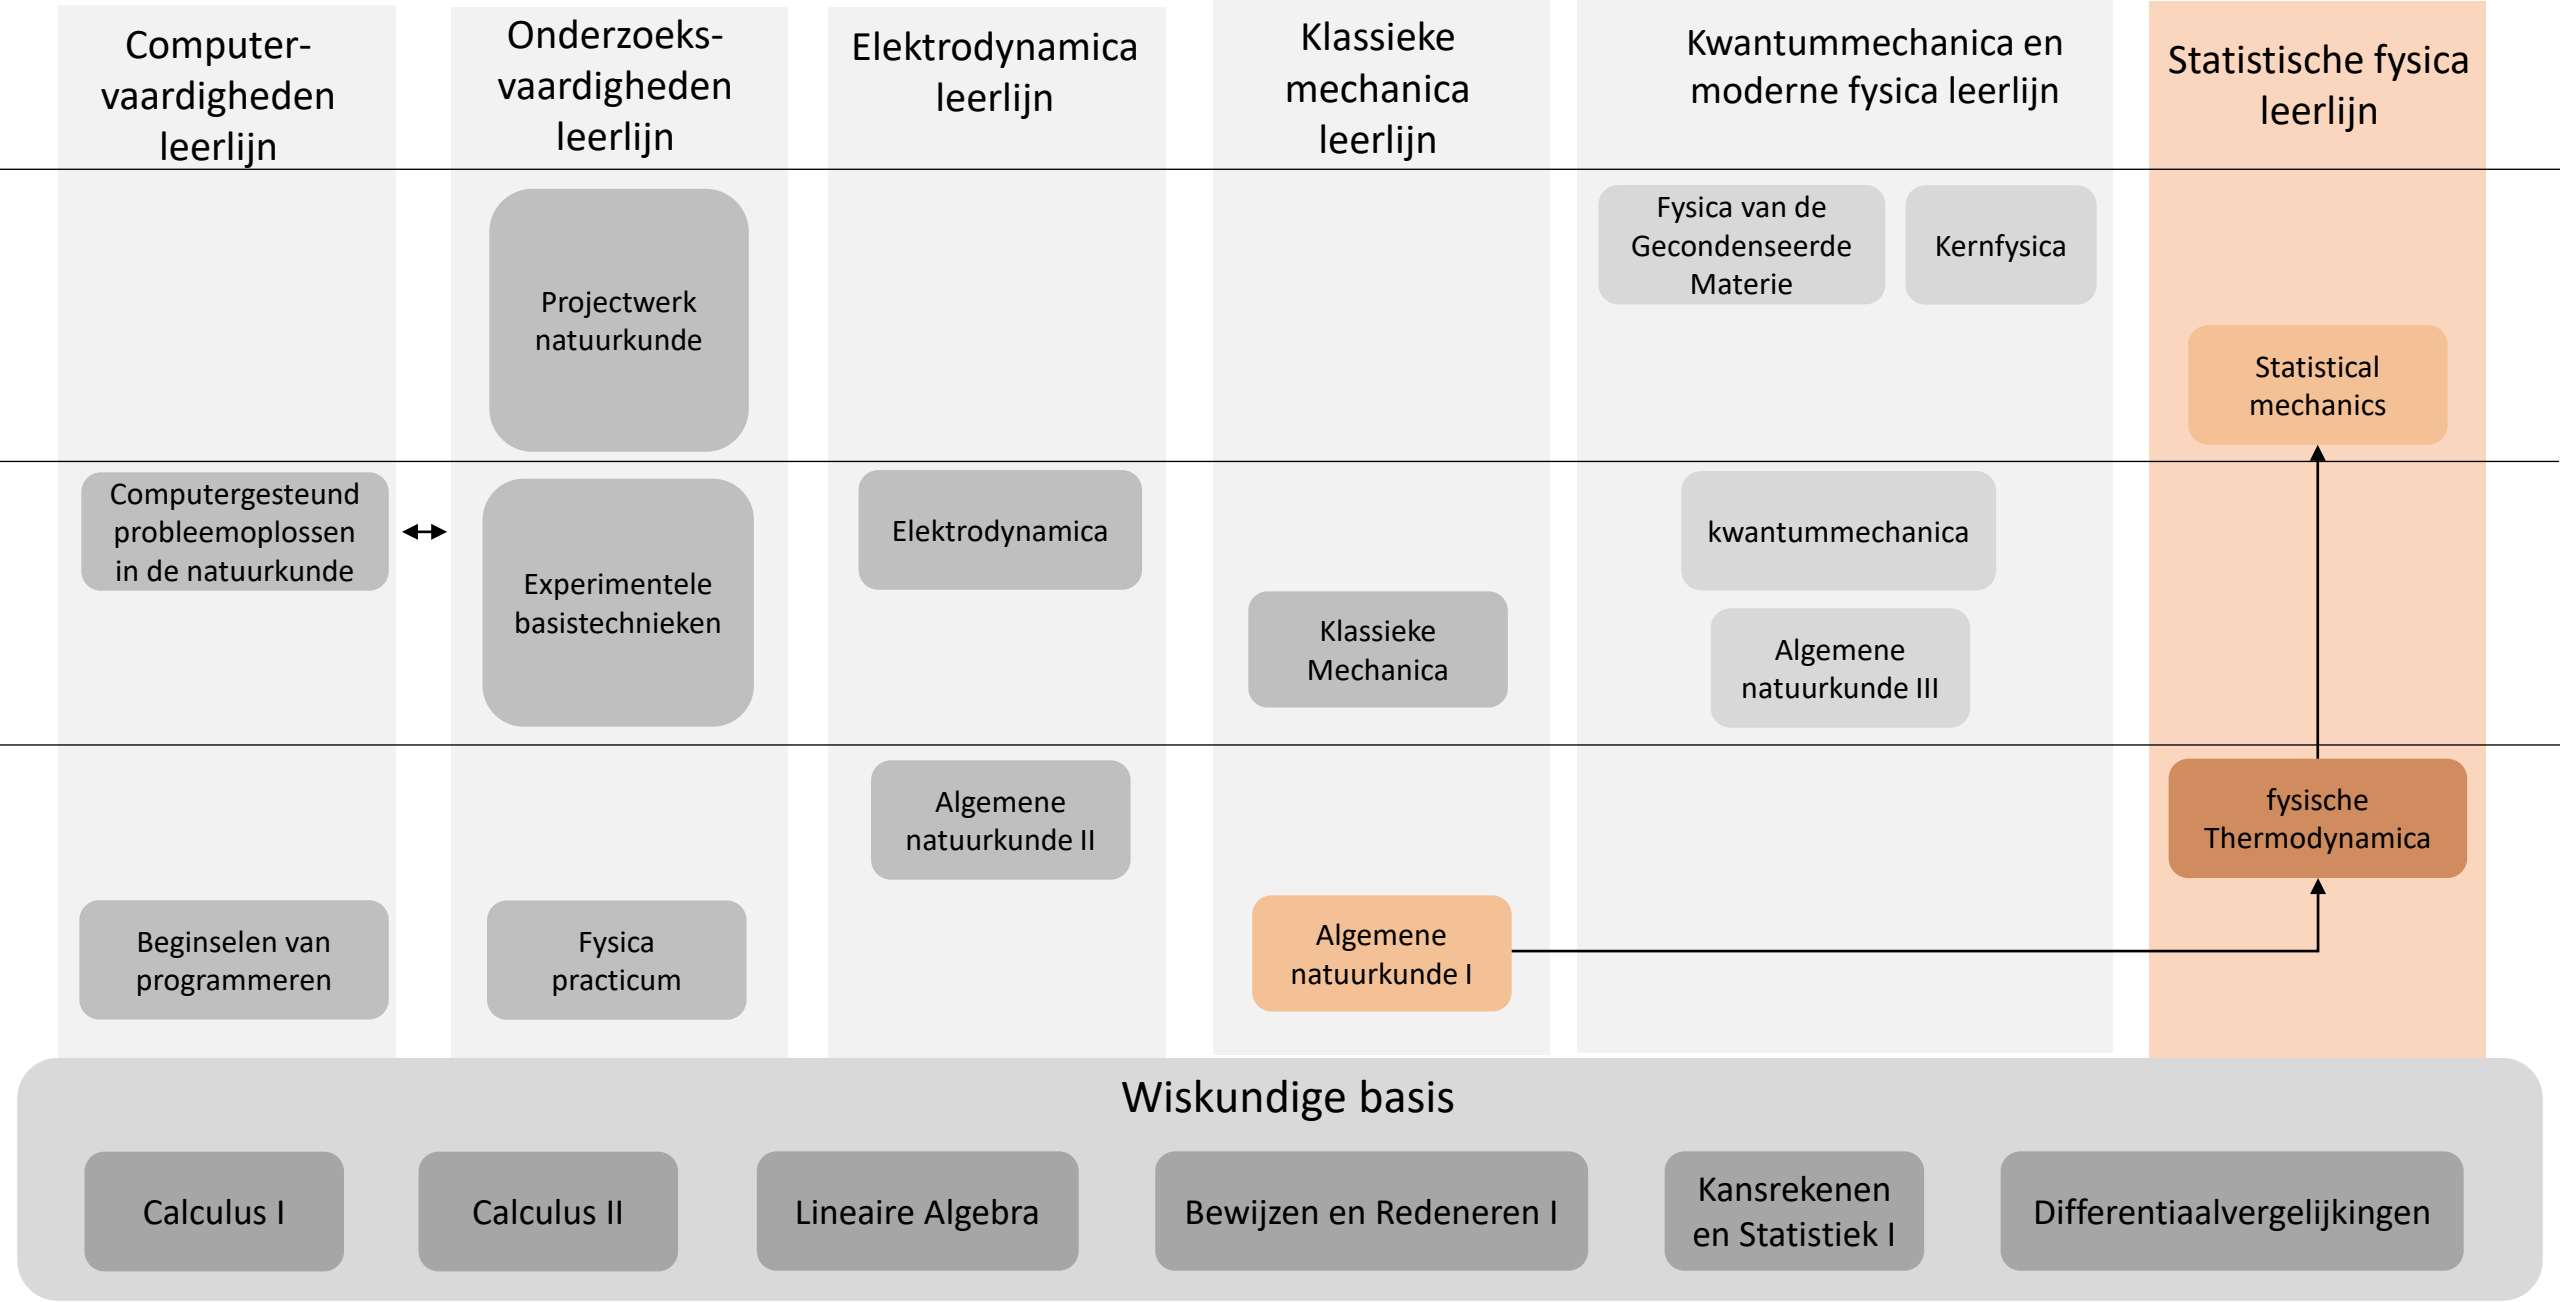 Computer-
vaardigheden
leerlijn
Onderzoeks-
vaardigheden
leerlijn
Elektrodynamica
leerlijn
Klassieke
mechanica
leerlijn
Kwantummechanica en
moderne fysica leerlijn
Statistische fysica
leerlijn
Projectwerk
natuurkunde
Fysica van de
Gecondenseerde
Materie
Kernfysica
Statistical
mechanics
Computergesteund
probleemoplossen
in de natuurkunde
Experimentele
basistechnieken
Elektrodynamica
Klassieke
Mechanica
kwantummechanica
Algemene
natuurkunde III
Algemene
natuurkunde II
fysische
Thermodynamica
Beginselen van
programmeren
Fysica
practicum
Algemene
natuurkunde I
Wiskundige basis
Calculus I
Calculus II
Lineaire Algebra
Bewijzen en Redeneren I
Kansrekenen
en Statistiek I
Differentiaalvergelijkingen